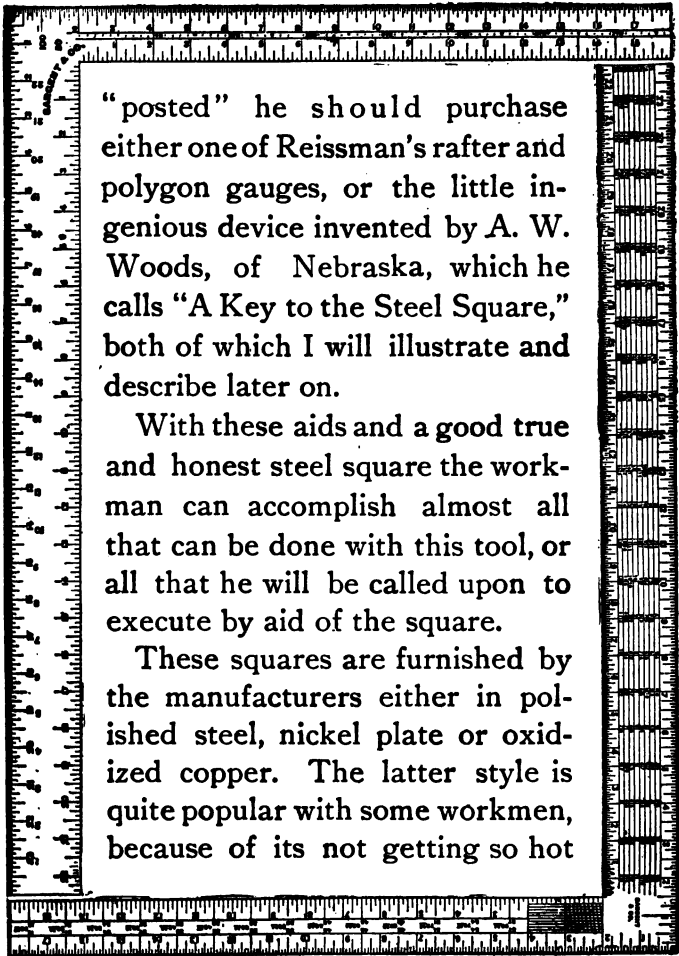 SARGENT & CO.
“posted” he should purchase
either one of Reissman’s rafter and
polygon gauges, or the little in-
genious device invented by A. W.
Woods, of Nebraska, which he
calls “A Key to the Steel Square,”
both of which I will illustrate and
describe later on.
With these aids and a good true
and honest steel square the work-
man can accomplish almost all
that can be done with this tool, or
all that he will be called upon to
execute by aid of the square.
These squares are furnished by
the manufacturers either in pol-
ished steel, nickel plate or oxid-
ized copper. The latter style is
quite popular with some workmen,
because of its not getting so hot